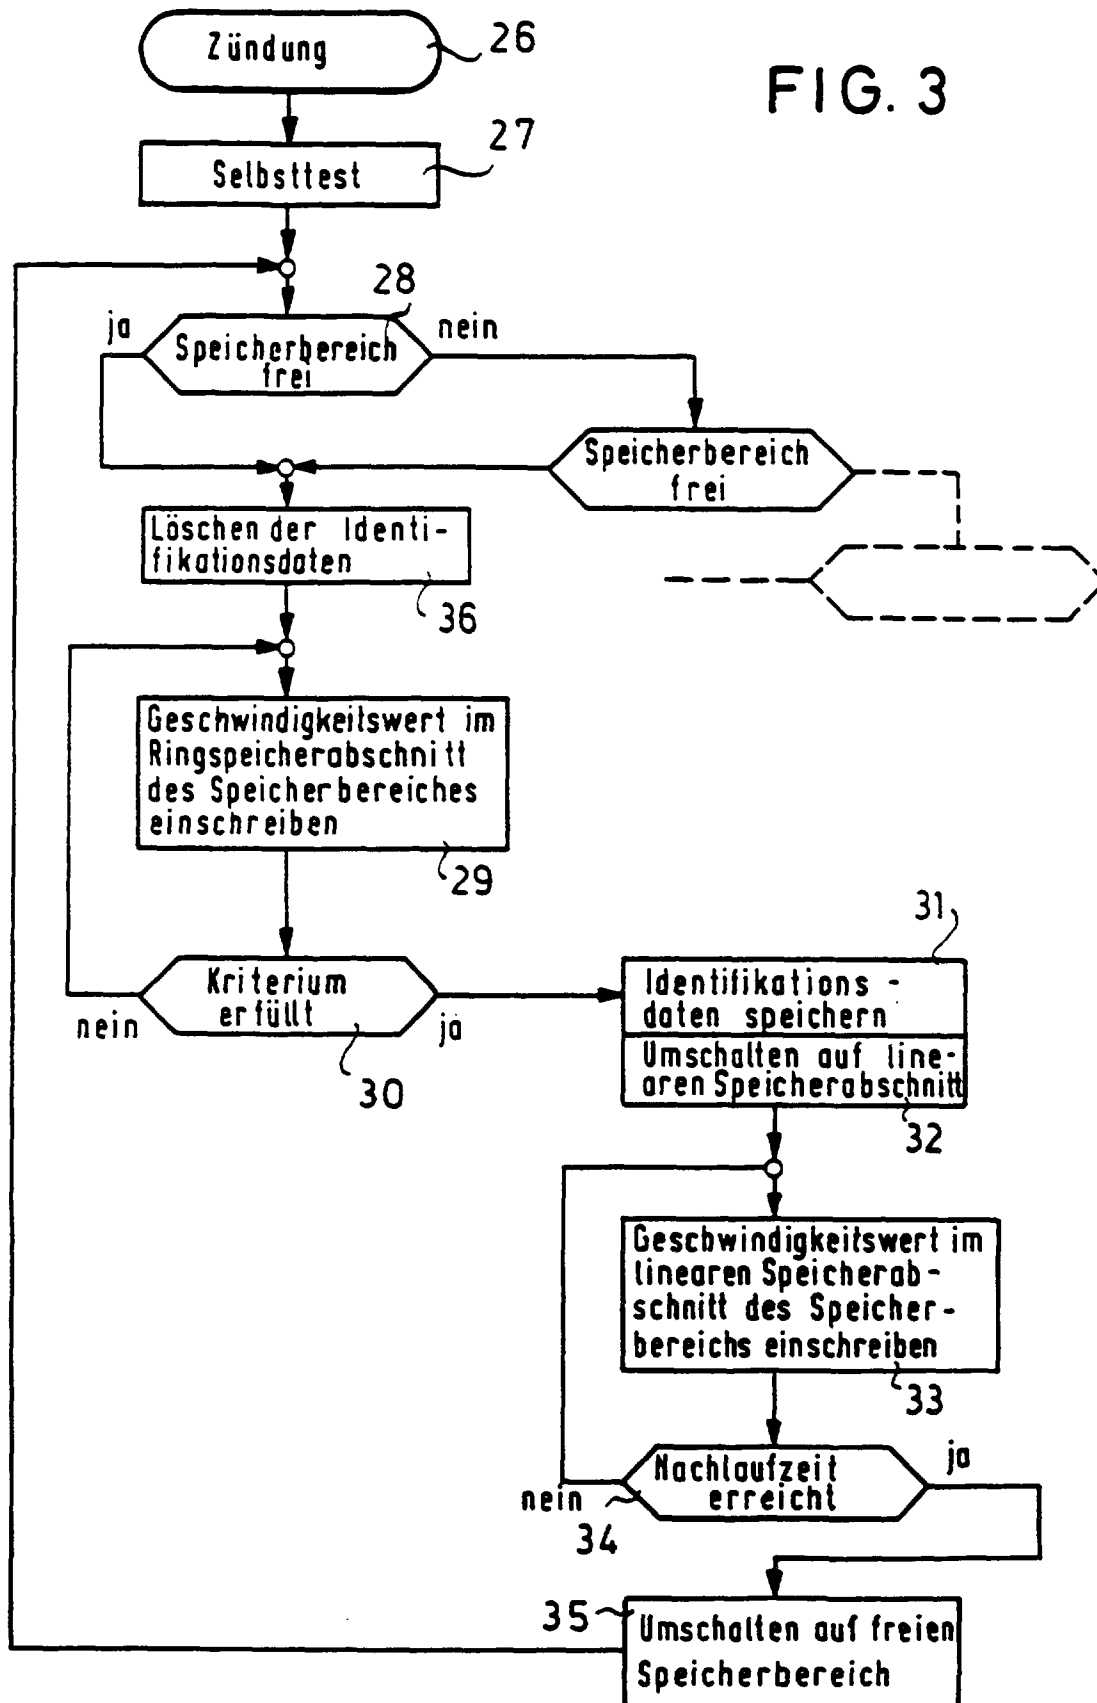 Zündung
26
FIG. 3
27
Selbsttest
28
ja
nein
Speicherbereich
frei
Speicherbereich
frei
Löschen der Identi-
fikationsdaten
36
Geschwindigkeitswert im
Ringspeicherabschnitt
des Speicherbereiches
einschreiben
29
Kriterium
erfüllt
nein
ja
30
31
Identifikations-
daten speichern
Umschalten auf line-
aren Speicherabschnitt
32
Geschwindigkeitswert im
linearen Speicherab-
schnitt des Speicher-
bereichs einschreiben
33
Nachlaufzeit
erreicht
ja
nein
34
35
Umschalten auf freien
Speicherbereich